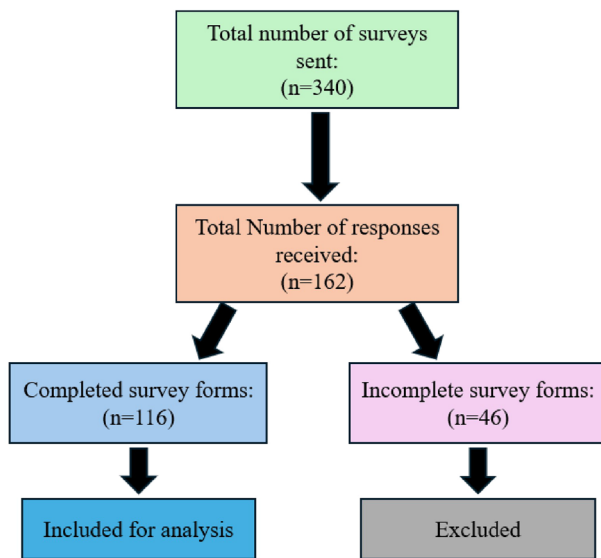 Total number of surveys
sent:
(n=340)
Total Number of responses
received:
(n=162)
Completed survey forms:
(n=116)
Incomplete survey forms:
(n=46)
Included for analysis
Excluded